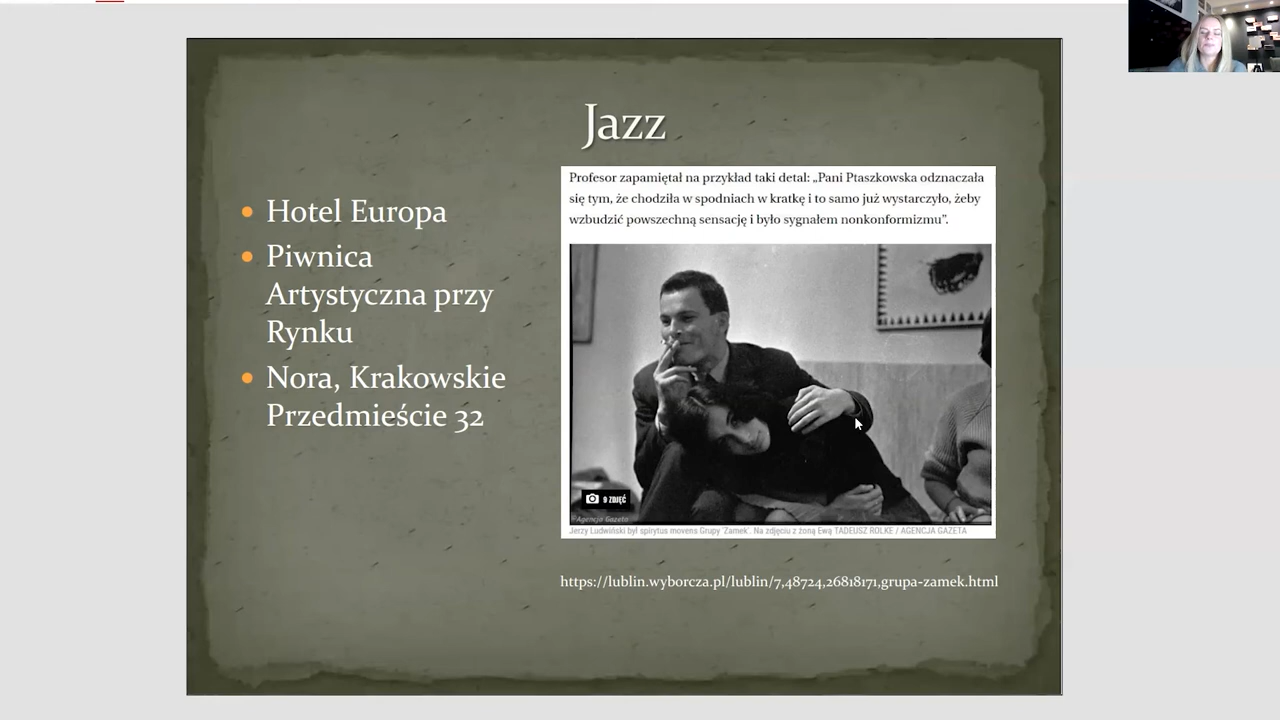 Jazz
Hotel Europa
Piwnica
Artystyczna przy
Rynku
Nora, Krakowskie
Przedmieście 32
Profesor zapamiętał na przykład taki detal: „Pani Ptaszkowska odznaczała
się tym, że chodziła w spodniach w kratkę i to samo już wystarczyło, żeby
wzbudzić powszechną sensację i było sygnałem nonkonformizmu”.
9 ZDJĘĆ
©Agencja Gazeta
Jerzy Ludwiński był spiritus movens Grupy 'Zamek'. Na zdjęciu z żoną Ewą TADEUSZ ROLKE / AGENCJA GAZETA
https://lublin.wyborcza.pl/lublin/7,48724,26818171,grupa-zamek.html